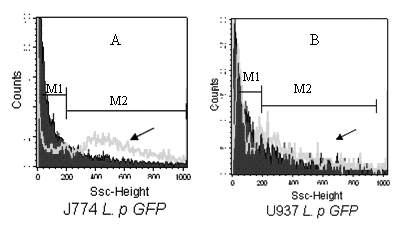 A
B
M1
M2
M1
M2
Counts
Counts
0 200 400 600 800 1000
0 200 400 600 800 1000
Ssc-Height
Ssc-Height
J774 L. p GFP
U937 L. p GFP